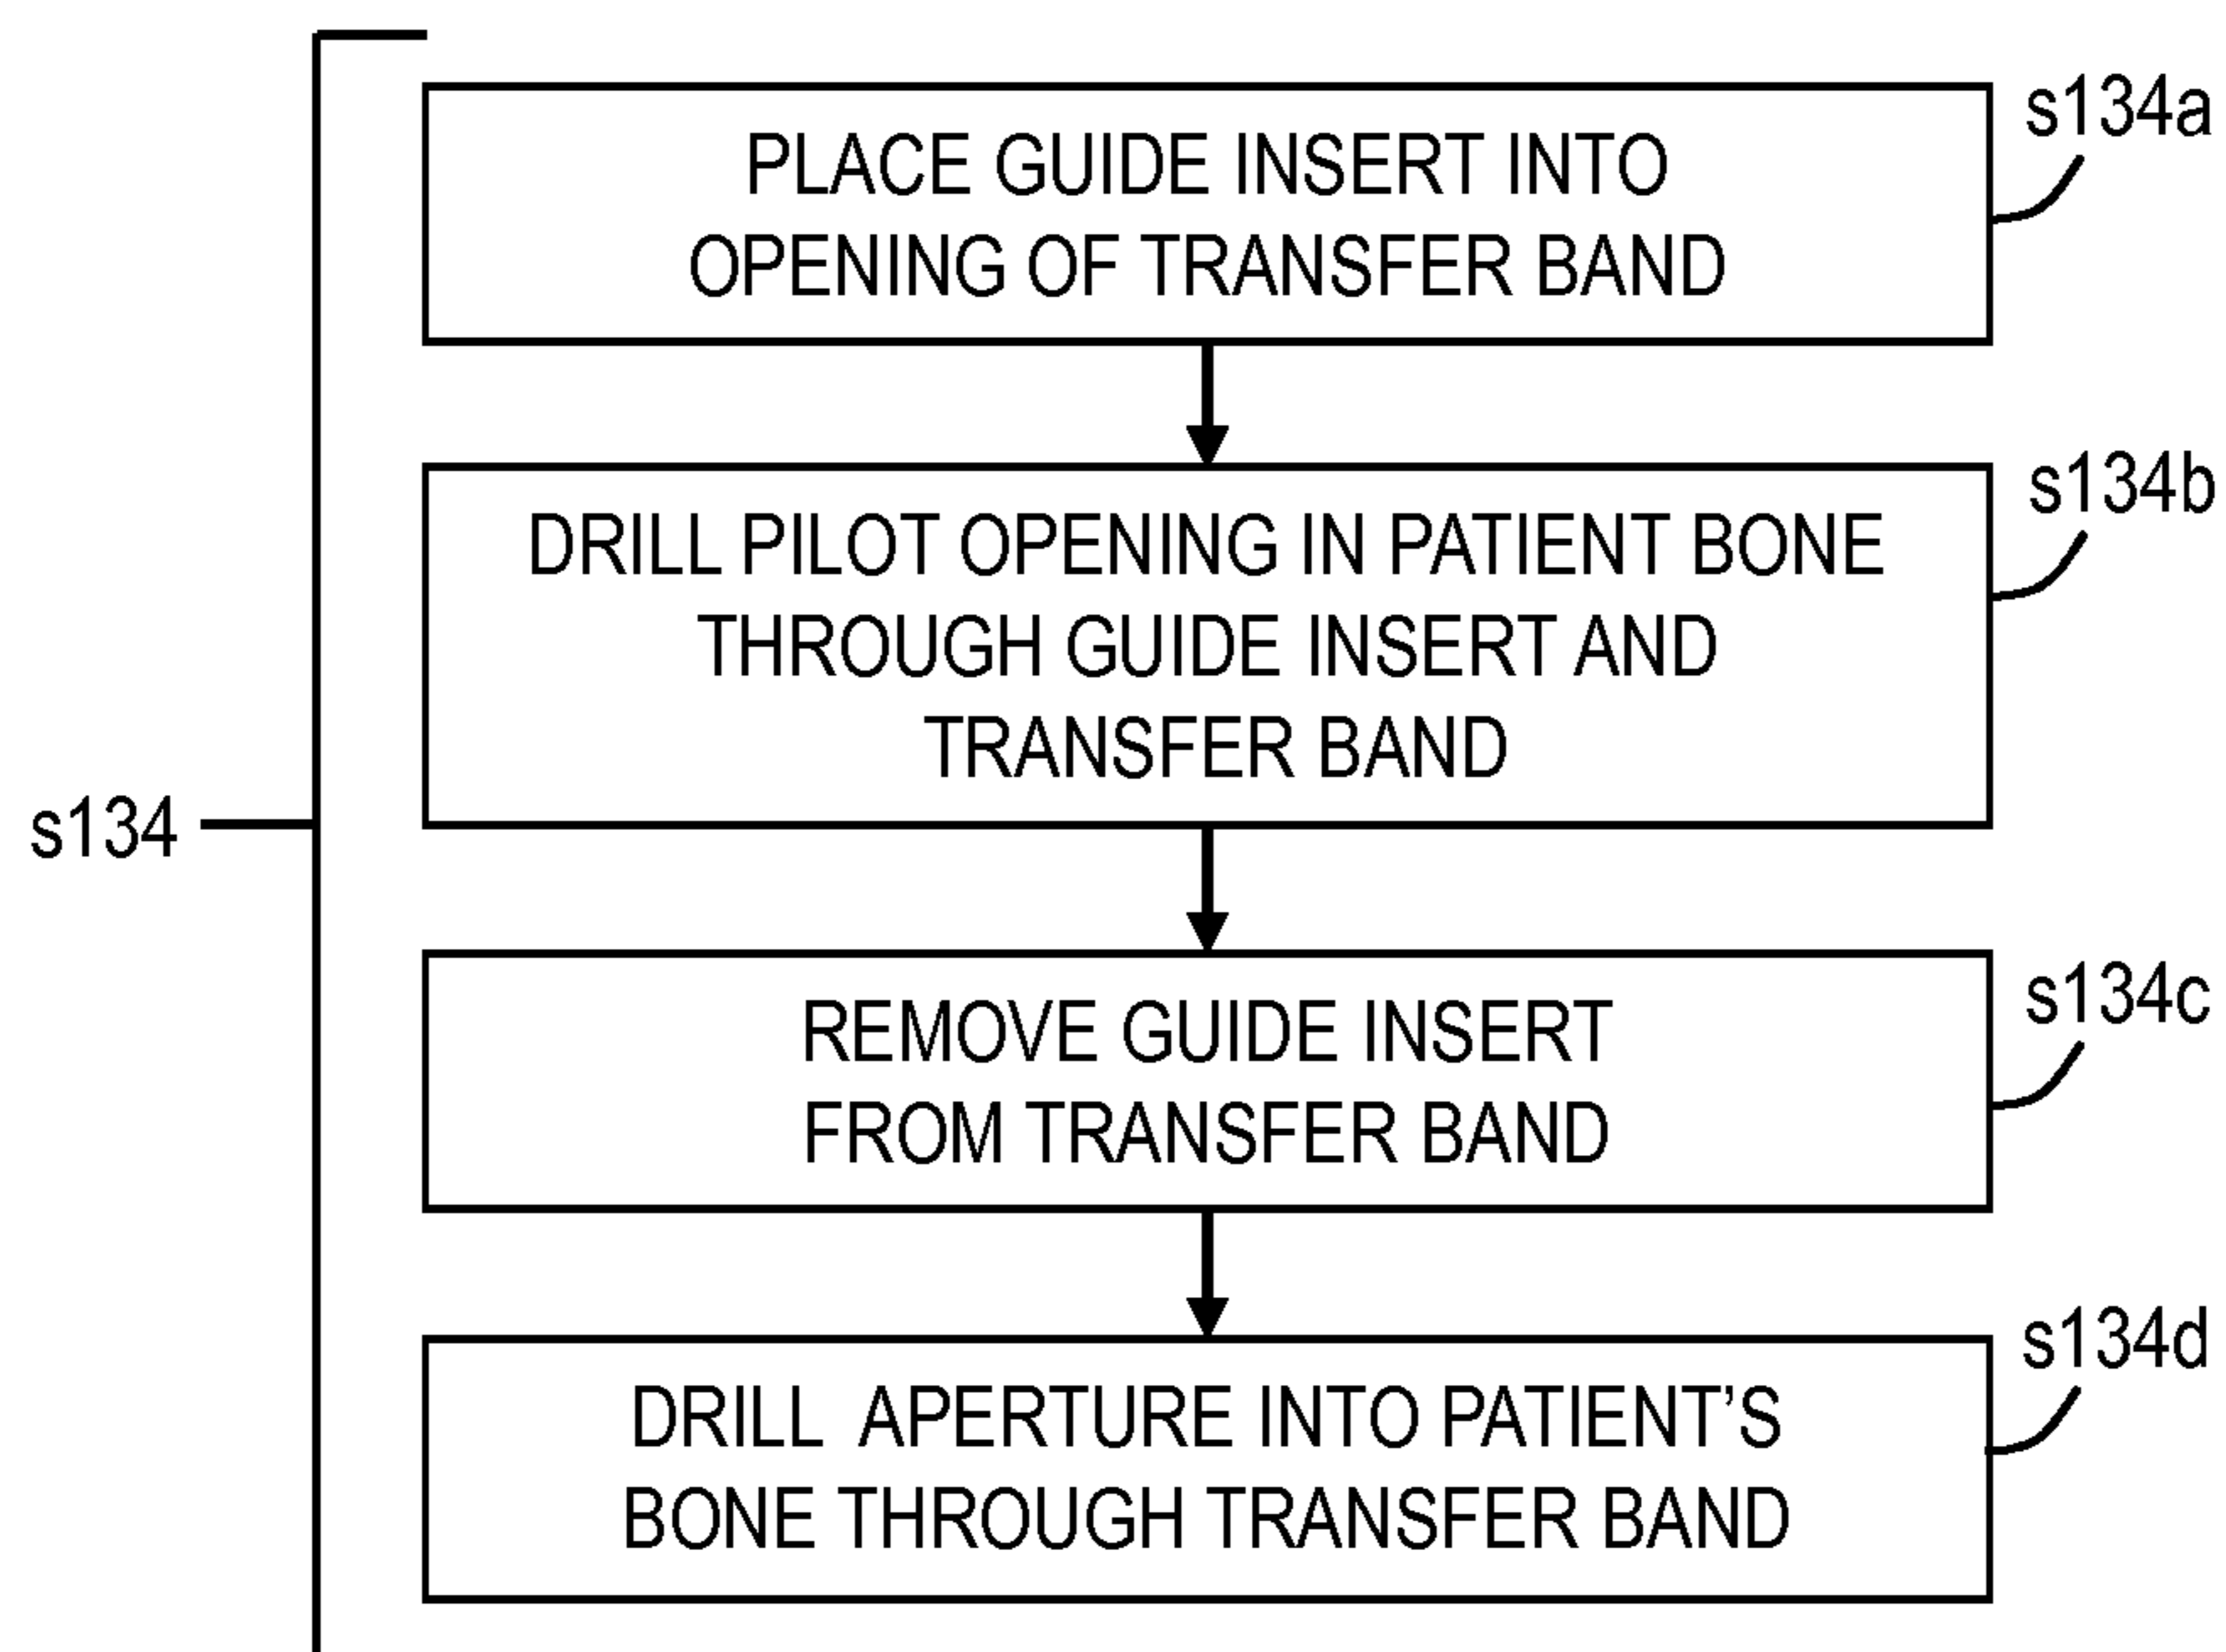 s134a
PLACE GUIDE INSERT INTO
OPENING OF TRANSFER BAND
s134b
DRILL PILOT OPENING IN PATIENT BONE
THROUGH GUIDE INSERT AND
TRANSFER BAND
s134
s134c
REMOVE GUIDE INSERT
FROM TRANSFER BAND
s134d
DRILL APERTURE INTO PATIENT’S
BONE THROUGH TRANSFER BAND